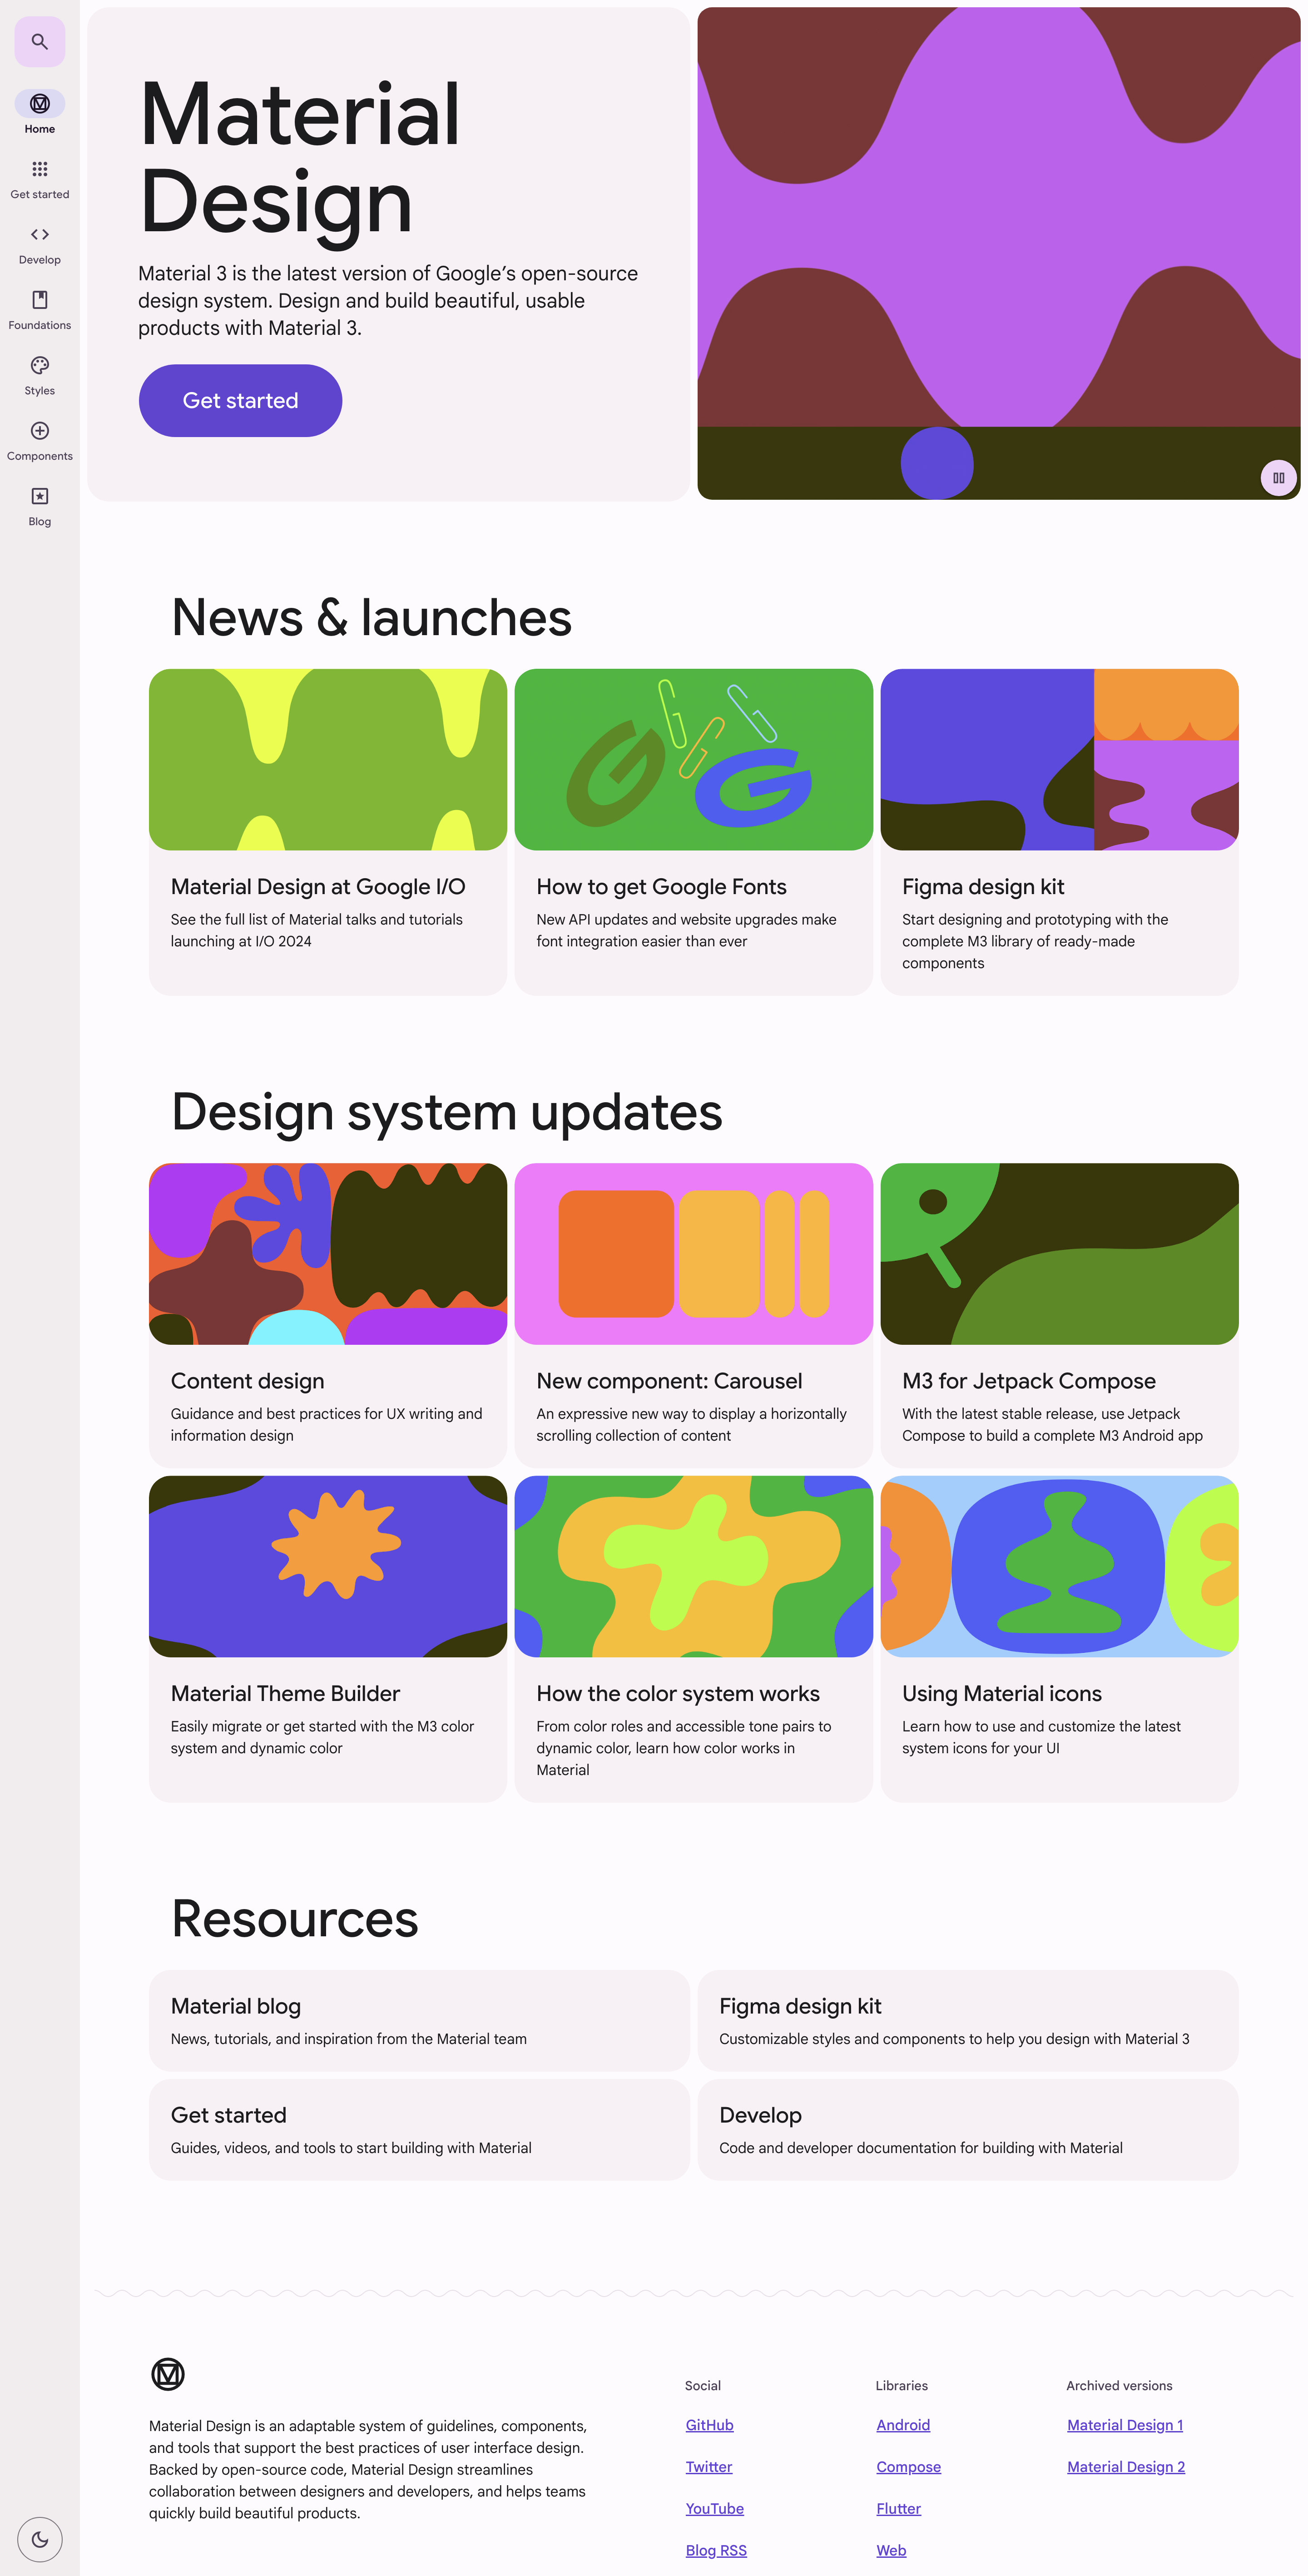 Home
Get started
Develop
Foundations
Styles
Components
Blog
Material
Design
Material 3 is the latest version of Google’s open-source
design system. Design and build beautiful, usable
products with Material 3.
Get started
News & launches
Material Design at Google I/O
See the full list of Material talks and tutorials
launching at I/O 2024
How to get Google Fonts
New API updates and website upgrades make
font integration easier than ever
Figma design kit
Start designing and prototyping with the
complete M3 library of ready-made
components
Design system updates
Content design
Guidance and best practices for UX writing and
information design
New component: Carousel
An expressive new way to display a horizontally
scrolling collection of content
M3 for Jetpack Compose
With the latest stable release, use Jetpack
Compose to build a complete M3 Android app
Material Theme Builder
Easily migrate or get started with the M3 color
system and dynamic color
How the color system works
From color roles and accessible tone pairs to
dynamic color, learn how color works in
Material
Using Material icons
Learn how to use and customize the latest
system icons for your UI
Resources
Material blog
News, tutorials, and inspiration from the Material team
Figma design kit
Customizable styles and components to help you design with Material 3
Get started
Guides, videos, and tools to start building with Material
Develop
Code and developer documentation for building with Material
Material Design is an adaptable system of guidelines, components,
and tools that support the best practices of user interface design.
Backed by open-source code, Material Design streamlines
collaboration between designers and developers, and helps teams
quickly build beautiful products.
Social
GitHub
Twitter
YouTube
Blog RSS
Libraries
Android
Compose
Flutter
Web
Archived versions
Material Design 1
Material Design 2